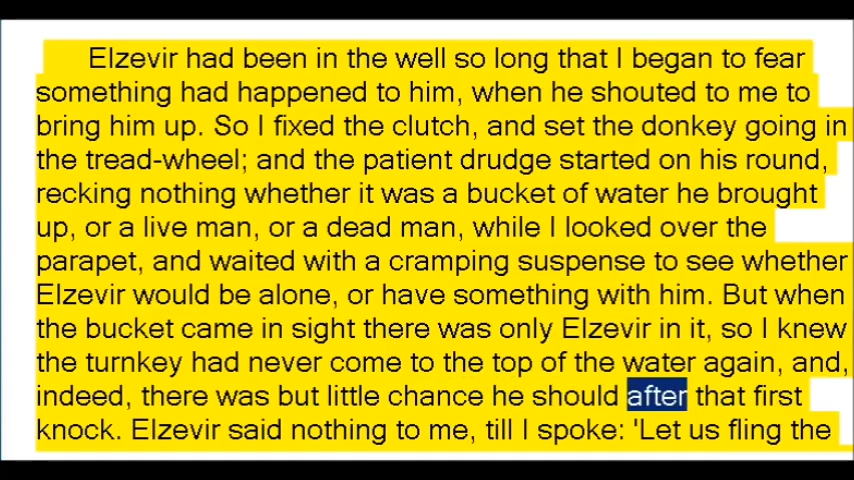 Elzevir had been in the well so long that I began to fear
something had happened to him, when he shouted to me to
bring him up. So I fixed the clutch, and set the donkey going in
the tread-wheel; and the patient drudge started on his round,
recking nothing whether it was a bucket of water he brought
up, or a live man, or a dead man, while I looked over the
parapet, and waited with a cramping suspense to see whether
Elzevir would be alone, or have something with him. But when
the bucket came in sight there was only Elzevir in it, so I knew
the turnkey had never come to the top of the water again, and,
indeed, there was but little chance he should after that first
knock. Elzevir said nothing to me, till I spoke: 'Let us fling the